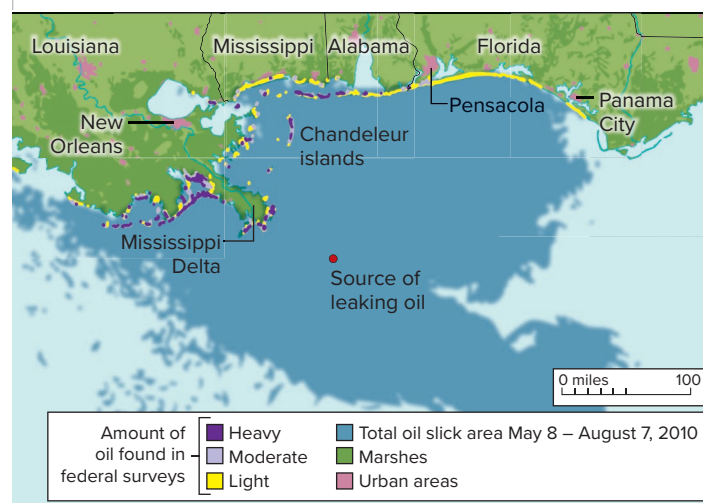 Louisiana
Mississippi
Alabama
Florida
Pensacola
Panama
City
New
Orleans
Chandeleur
islands
Mississippi
Delta
Source of
leaking oil
0 miles 100
Amount of
oil found in
federal surveys
Heavy
Moderate
Light
Total oil slick area May 8 – August 7, 2010
Marshes
Urban areas